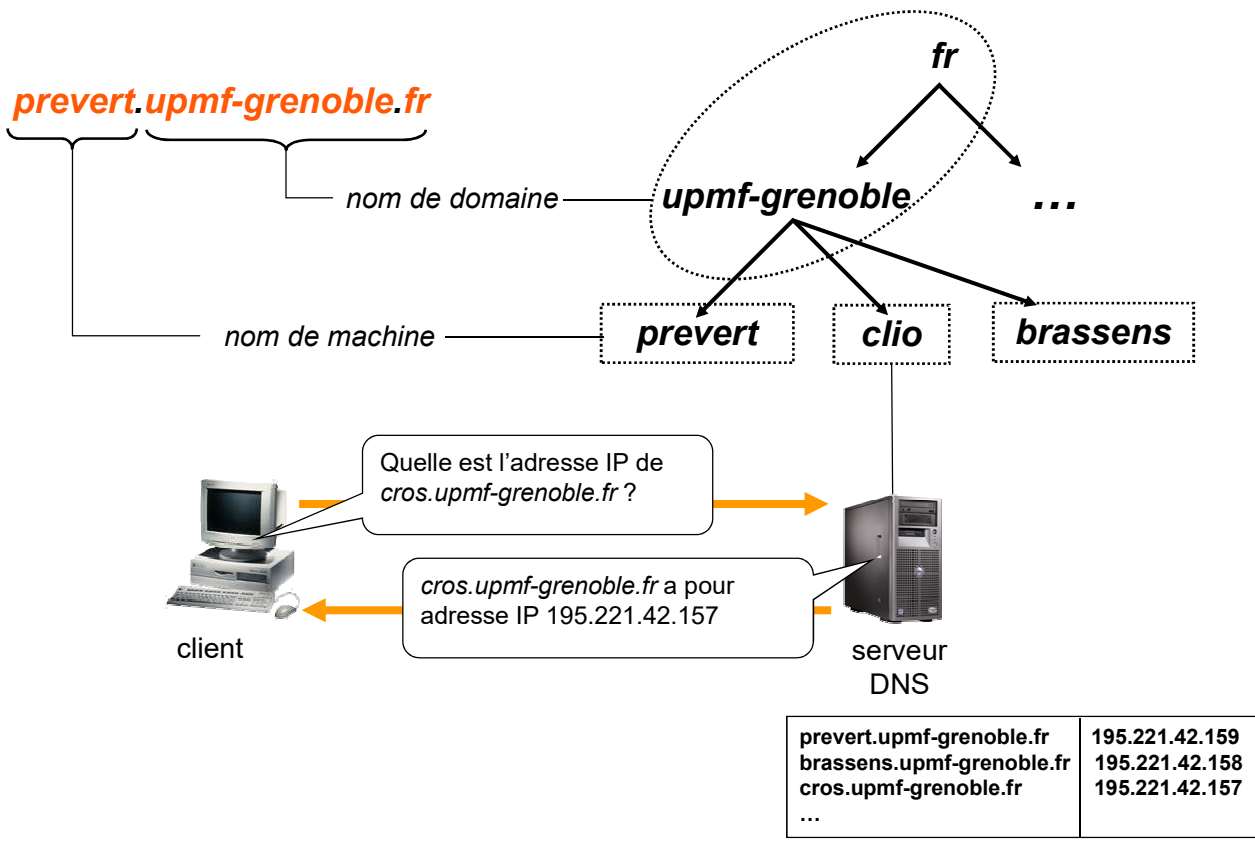 fr
prevert.upmf-grenoble.fr
nom de domaine
upmf-grenoble
...
nom de machine
prevert
clio
brassens
Quelle est l’adresse IP de
cros.upmf-grenoble.fr ?
cros.upmf-grenoble.fr a pour
adresse IP 195.221.42.157
client
serveur
DNS
prevert.upmf-grenoble.fr 195.221.42.159
brassens.upmf-grenoble.fr 195.221.42.158
cros.upmf-grenoble.fr 195.221.42.157
...